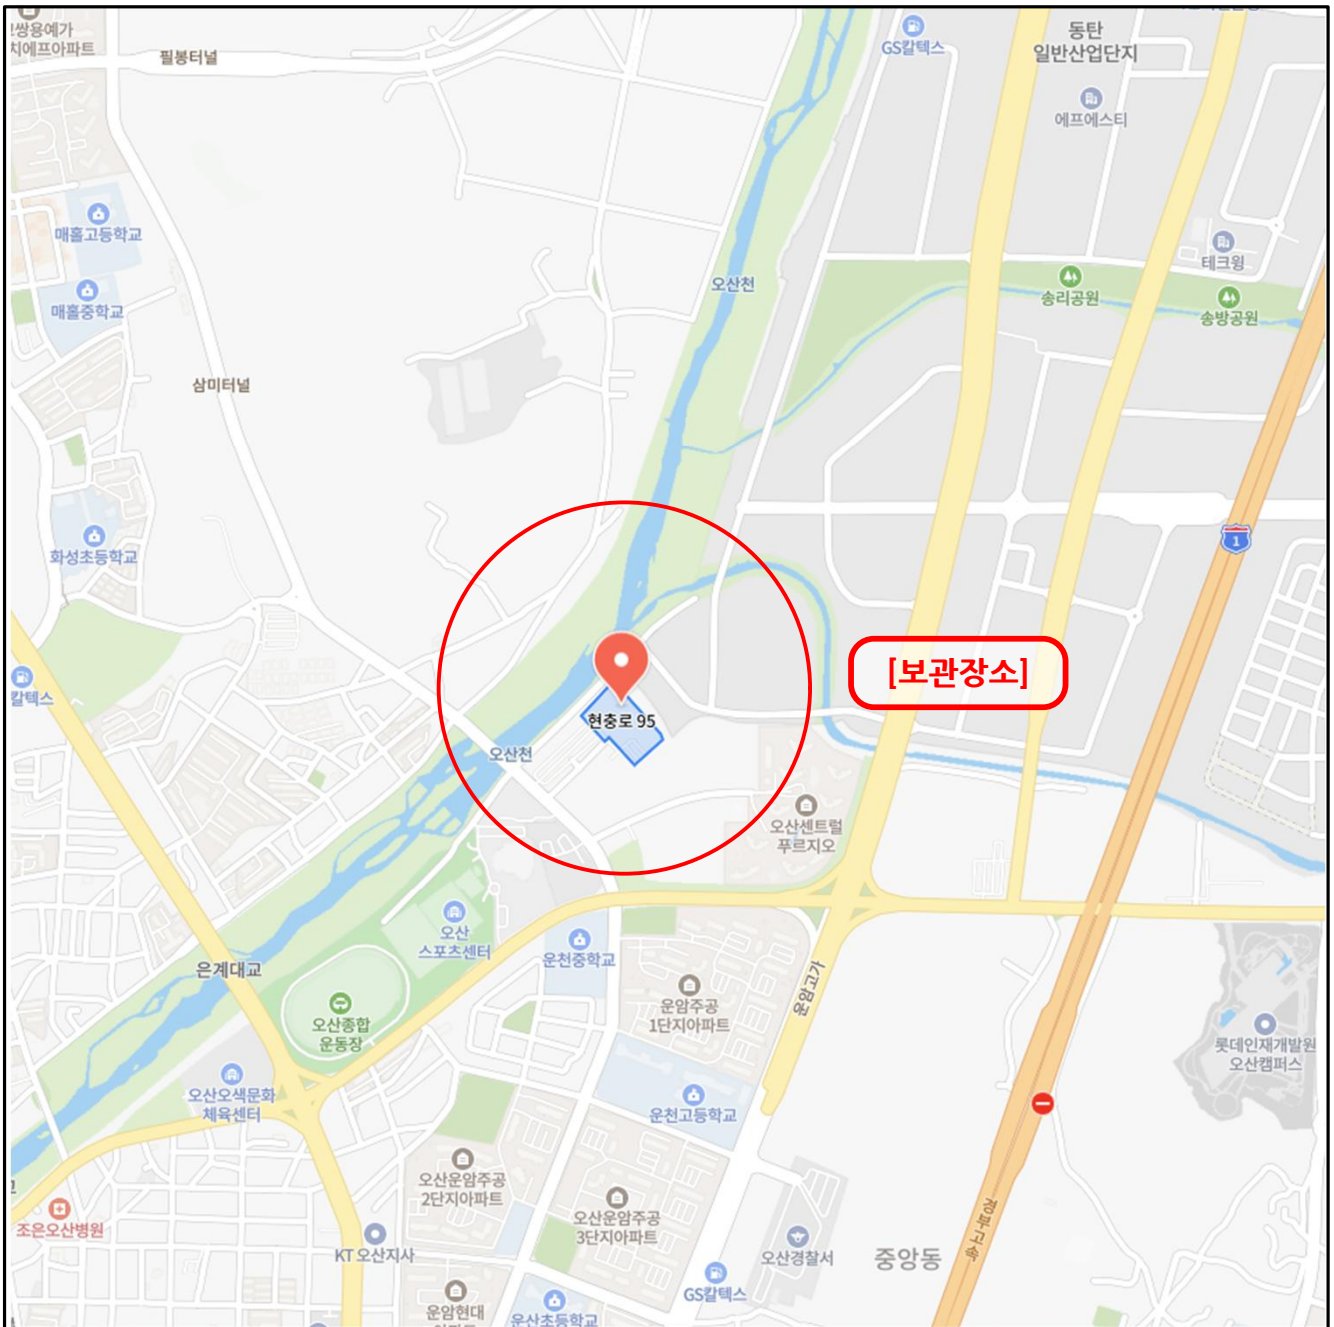 쌍용예가
치에프아파트
필봉터널
GS칼텍스
동탄
일반산업단지
에프에스티
매홀고등학교
테크윙
오산천
송리공원
매홀중학교
송방공원
삼미터널
1
화성초등학교
[보관장소]
칼텍스
현충로 95
오산천
오산센트럴
푸르지오
오산
스포츠센터
운천중학교
은계대교
운암고가
운암주공
1단지아파트
오산종합
운동장
롯데인재개발원
오산캠퍼스
오산오색문화
체육센터
운천고등학교
오산운암주공
2단지아파트
오산운암주공
3단지아파트
조은오산병원
경부고속
KT 오산지사
오산경찰서
중앙동
GS칼텍스
운암현대
운산초등학교